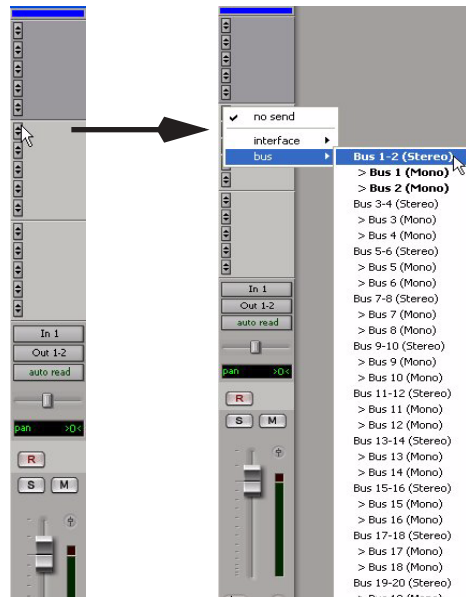 In 1
Out 1-2
auto read
pan >0<
R
S M
no send
interface
bus
Bus 1-2 (Stereo)
> Bus 1 (Mono)
> Bus 2 (Mono)
Bus 3-4 (Stereo)
> Bus 3 (Mono)
> Bus 4 (Mono)
Bus 5-6 (Stereo)
> Bus 5 (Mono)
> Bus 6 (Mono)
Bus 7-8 (Stereo)
> Bus 7 (Mono)
> Bus 8 (Mono)
Bus 9-10 (Stereo)
> Bus 9 (Mono)
> Bus 10 (Mono)
Bus 11-12 (Stereo)
> Bus 11 (Mono)
> Bus 12 (Mono)
Bus 13-14 (Stereo)
> Bus 13 (Mono)
> Bus 14 (Mono)
Bus 15-16 (Stereo)
> Bus 15 (Mono)
> Bus 16 (Mono)
Bus 17-18 (Stereo)
> Bus 17 (Mono)
> Bus 18 (Mono)
Bus 19-20 (Stereo)
In 1
Out 1-2
auto read
pan >0<
R
S M